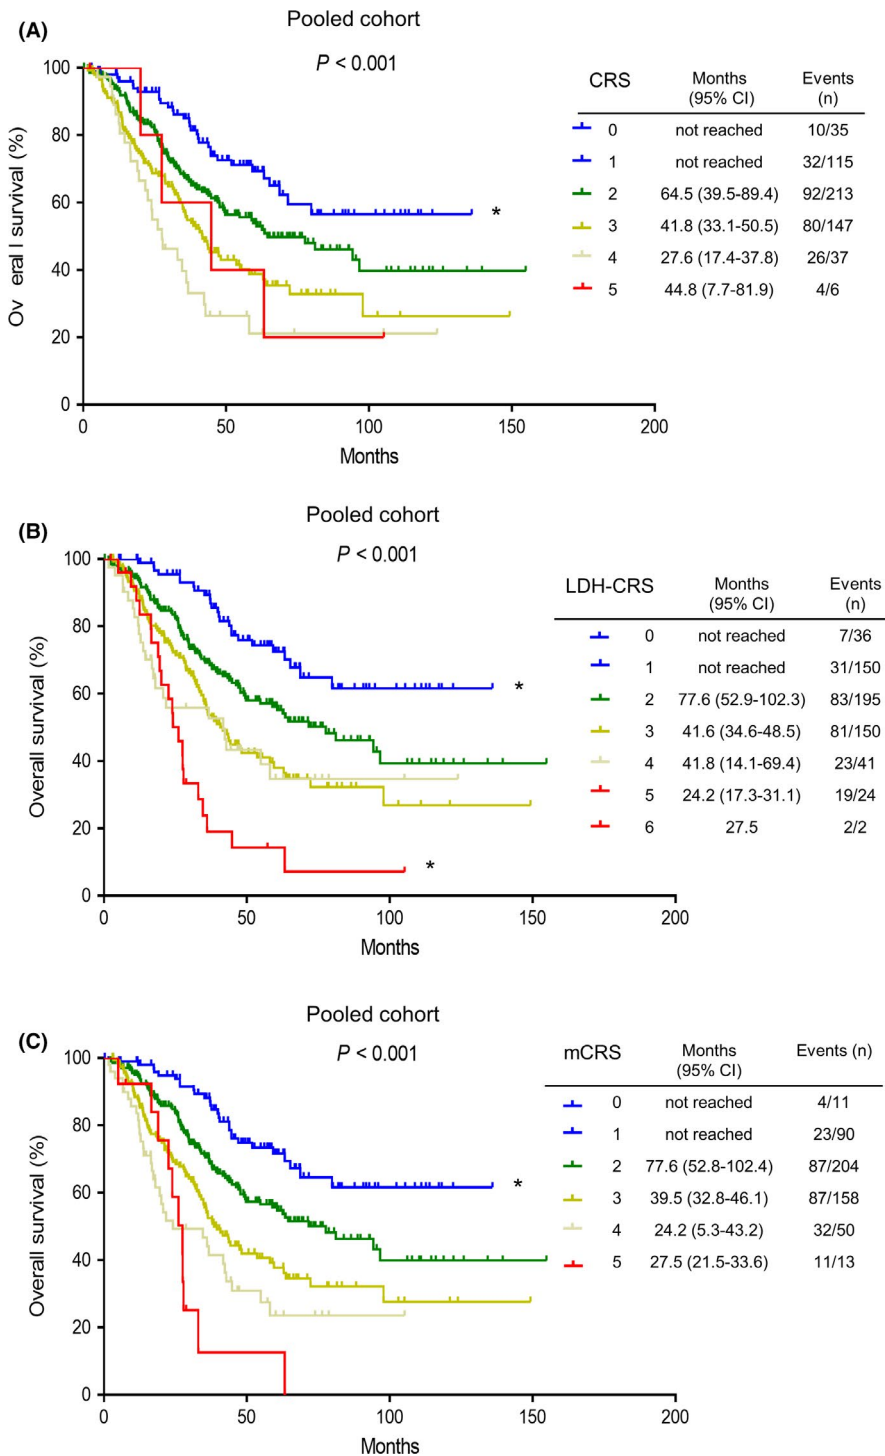 (A)
Pooled cohort
P < 0.001
Ov eral l survival (%)
100
80
60
40
20
0
0 50 100 150 200
Months
*
CRS Months (95% CI) Events (n)
0 not reached 10/35
1 not reached 32/115
2 64.5 (39.5-89.4) 92/213
3 41.8 (33.1-50.5) 80/147
4 27.6 (17.4-37.8) 26/37
5 44.8 (7.7-81.9) 4/6
(B)
Pooled cohort
P < 0.001
Overall survival (%)
100
80
60
40
20
0
0 50 100 150 200
Months
*
*
LDH-CRS Months (95% CI) Events (n)
0 not reached 7/36
1 not reached 31/150
2 77.6 (52.9-102.3) 83/195
3 41.6 (34.6-48.5) 81/150
4 41.8 (14.1-69.4) 23/41
5 24.2 (17.3-31.1) 19/24
6 27.5 2/2
(C)
Pooled cohort
P < 0.001
Overall survival (%)
100
80
60
40
20
0
0 50 100 150 200
Months
*
mCRS Months (95% CI) Events (n)
0 not reached 4/11
1 not reached 23/90
2 77.6 (52.8-102.4) 87/204
3 39.5 (32.8-46.1) 87/158
4 24.2 (5.3-43.2) 32/50
5 27.5 (21.5-33.6) 11/13